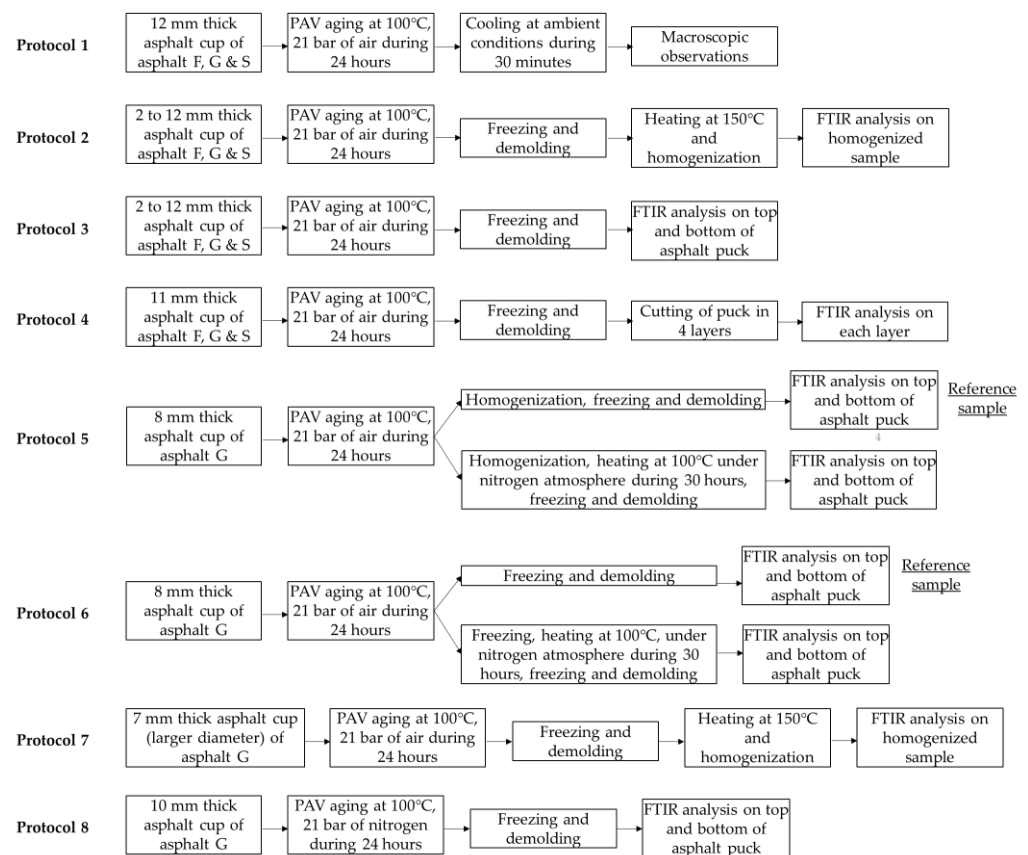 Protocol 1
12 mm thick
asphalt cup of
asphalt F, G & S
PAV aging at 100°C,
21 bar of air during
24 hours
Cooling at ambient
conditions during
30 minutes
Macroscopic
observations
Protocol 2
2 to 12 mm thick
asphalt cup of
asphalt F, G & S
PAV aging at 100°C,
21 bar of air during
24 hours
Freezing and
demolding
Heating at 150°C
and
homogenization
FTIR analysis on
homogenized
sample
Protocol 3
2 to 12 mm thick
asphalt cup of
asphalt F, G & S
PAV aging at 100°C,
21 bar of air during
24 hours
Freezing and
demolding
FTIR analysis on top
and bottom of
asphalt puck
Protocol 4
11 mm thick
asphalt cup of
asphalt F, G & S
PAV aging at 100°C,
21 bar of air during
24 hours
Freezing and
demolding
Cutting of puck in
4 layers
FTIR analysis on
each layer
Protocol 5
8 mm thick
asphalt cup of
asphalt G
PAV aging at 100°C,
21 bar of air during
24 hours
Homogenization, freezing and demolding
FTIR analysis on top
and bottom of
asphalt puck
4
Reference
sample
Homogenization, heating at 100°C under
nitrogen atmosphere during 30 hours,
freezing and demolding
FTIR analysis on top
and bottom of
asphalt puck
Protocol 6
8 mm thick
asphalt cup of
asphalt G
PAV aging at 100°C,
21 bar of air during
24 hours
Freezing and demolding
FTIR analysis on top
and bottom of
asphalt puck
Reference
sample
Freezing, heating at 100°C, under
nitrogen atmosphere during 30
hours, freezing and demolding
FTIR analysis on top
and bottom of
asphalt puck
Protocol 7
7 mm thick asphalt cup
(larger diameter) of
asphalt G
PAV aging at 100°C,
21 bar of air during
24 hours
Freezing and
demolding
Heating at 150°C
and
homogenization
FTIR analysis on
homogenized
sample
Protocol 8
10 mm thick
asphalt cup of
asphalt G
PAV aging at 100°C,
21 bar of nitrogen
during 24 hours
Freezing and
demolding
FTIR analysis on top
and bottom of
asphalt puck